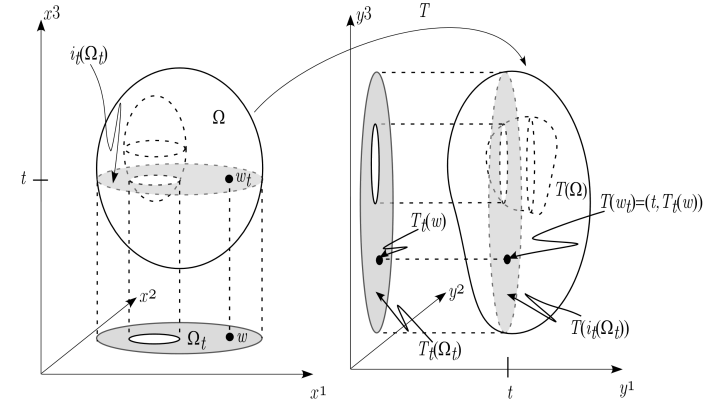 x3
i_t(Ω_t)
Ω
t
w_t
x2
Ω_t
w
x1
T
y3
T(Ω)
T(w_t)=(t,T_t(w))
T_t(w)
y2
T_t(Ω_t)
T(i_t(Ω_t))
t
y1